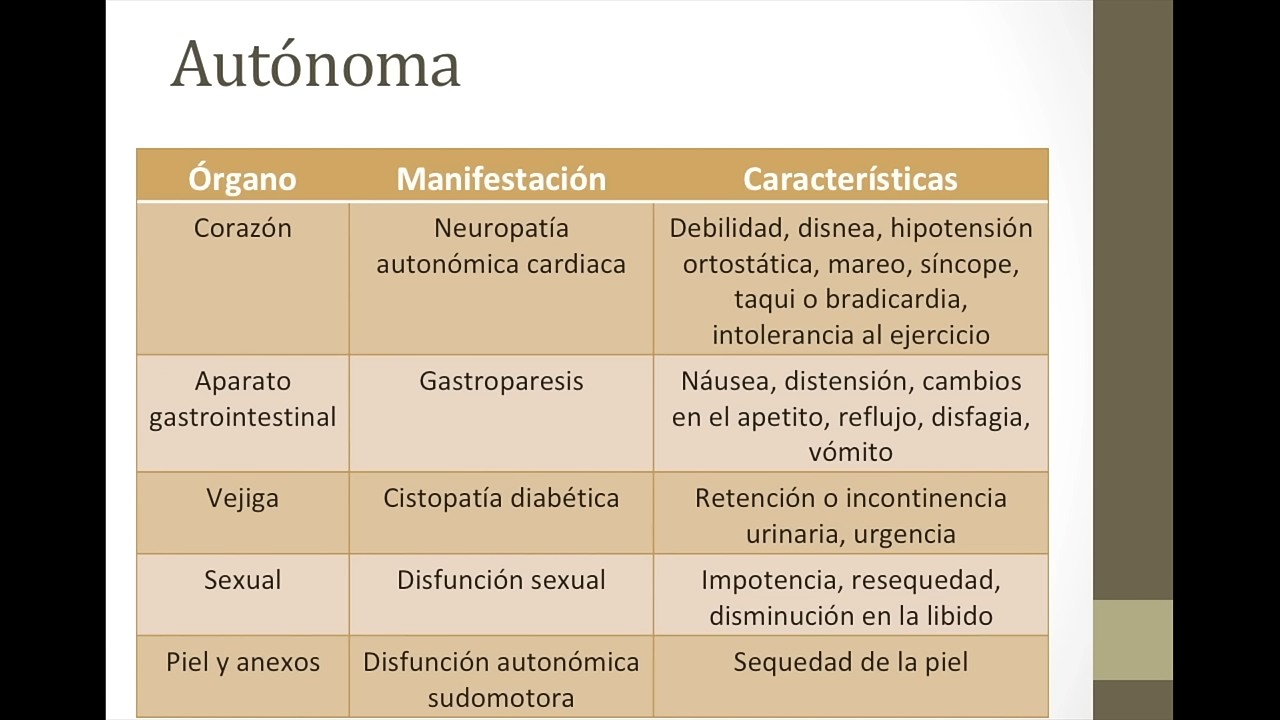 Autónoma
Órgano Manifestación Características
Corazón
Neuropatía
autonómica cardiaca
Debilidad, disnea, hipotensión
ortostática, mareo, síncope,
taqui o bradicardia,
intolerancia al ejercicio
Aparato
gastrointestinal
Gastroparesis
Náusea, distensión, cambios
en el apetito, reflujo, disfagia,
vómito
Vejiga
Cistopatía diabética
Retención o incontinencia
urinaria, urgencia
Sexual
Disfunción sexual
Impotencia, resequedad,
disminución en la libido
Piel y anexos
Disfunción autonómica
sudomotora
Sequedad de la piel